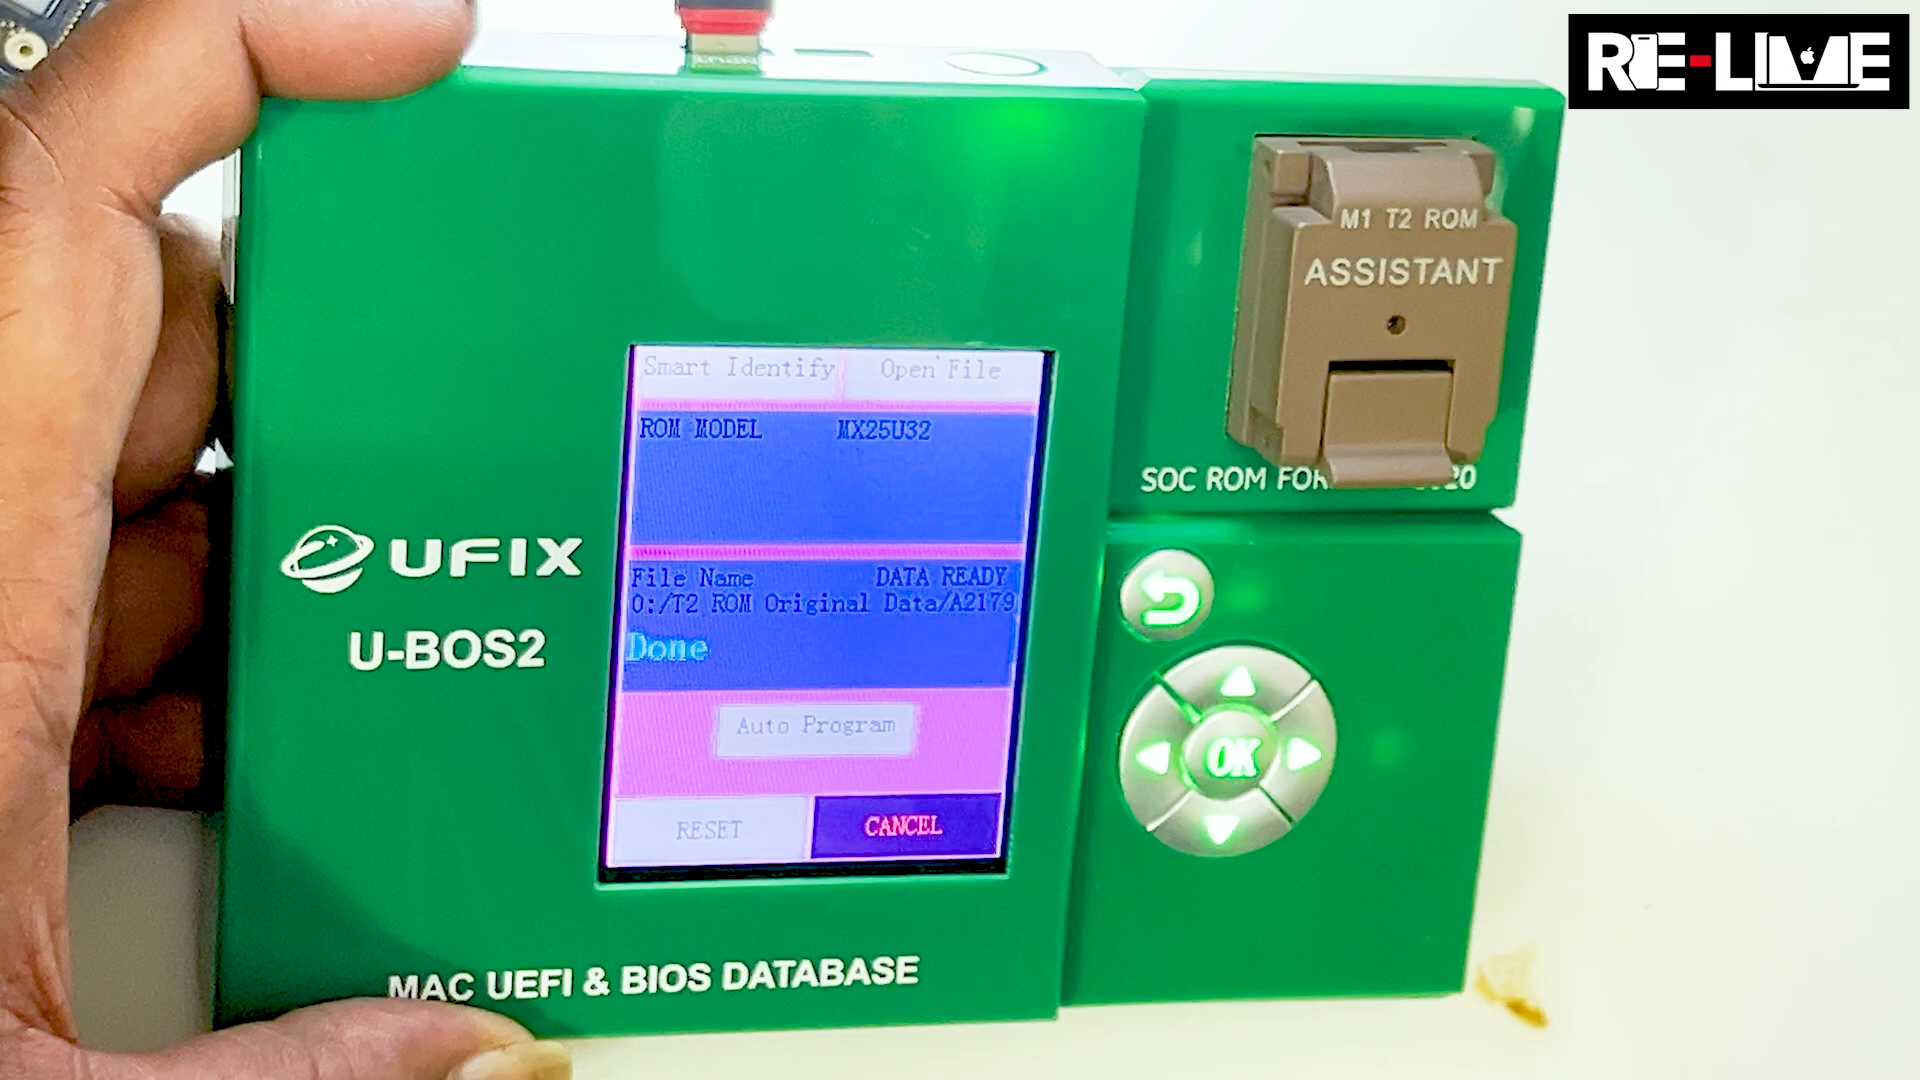 RE-LIVE
M1 T2 ROM
ASSISTANT
SOC ROM FOR
Smart Identify
Open File
ROM MODEL MX25U32
File Name DATA READY
0:/T2 ROM Original Data/A2179
Done
Auto Program
RESET
CANCEL
UFIX
U-BOS2
OK
MAC UEFI & BIOS DATABASE